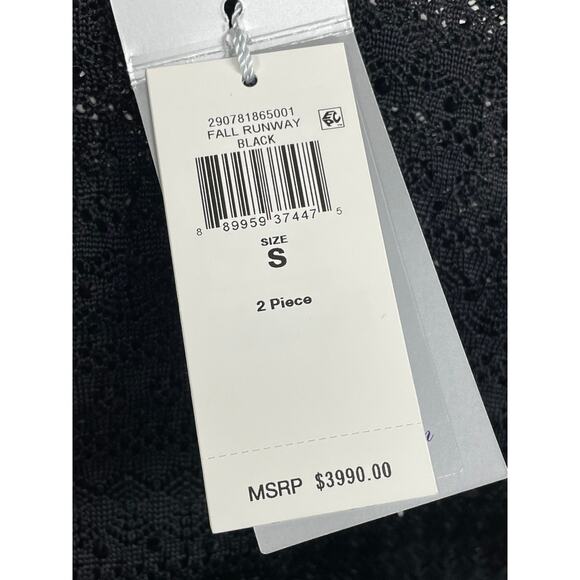 290781865001
FALL RUNWAY
BLACK
8 89959 37447 5
SIZE
S
2 Piece
MSRP $3990.00